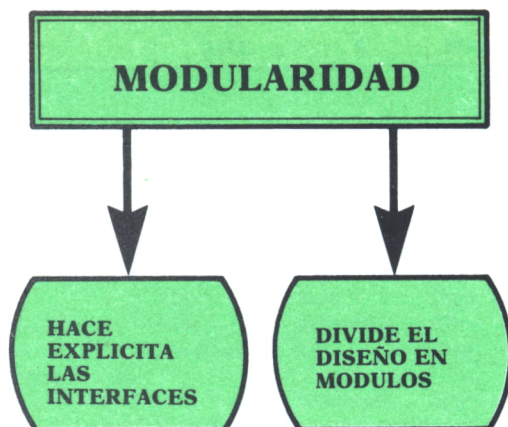 MODULARIDAD
HACE
EXPLICITA
LAS
INTERFACES
DIVIDE EL
DISEÑO EN
MODULOS